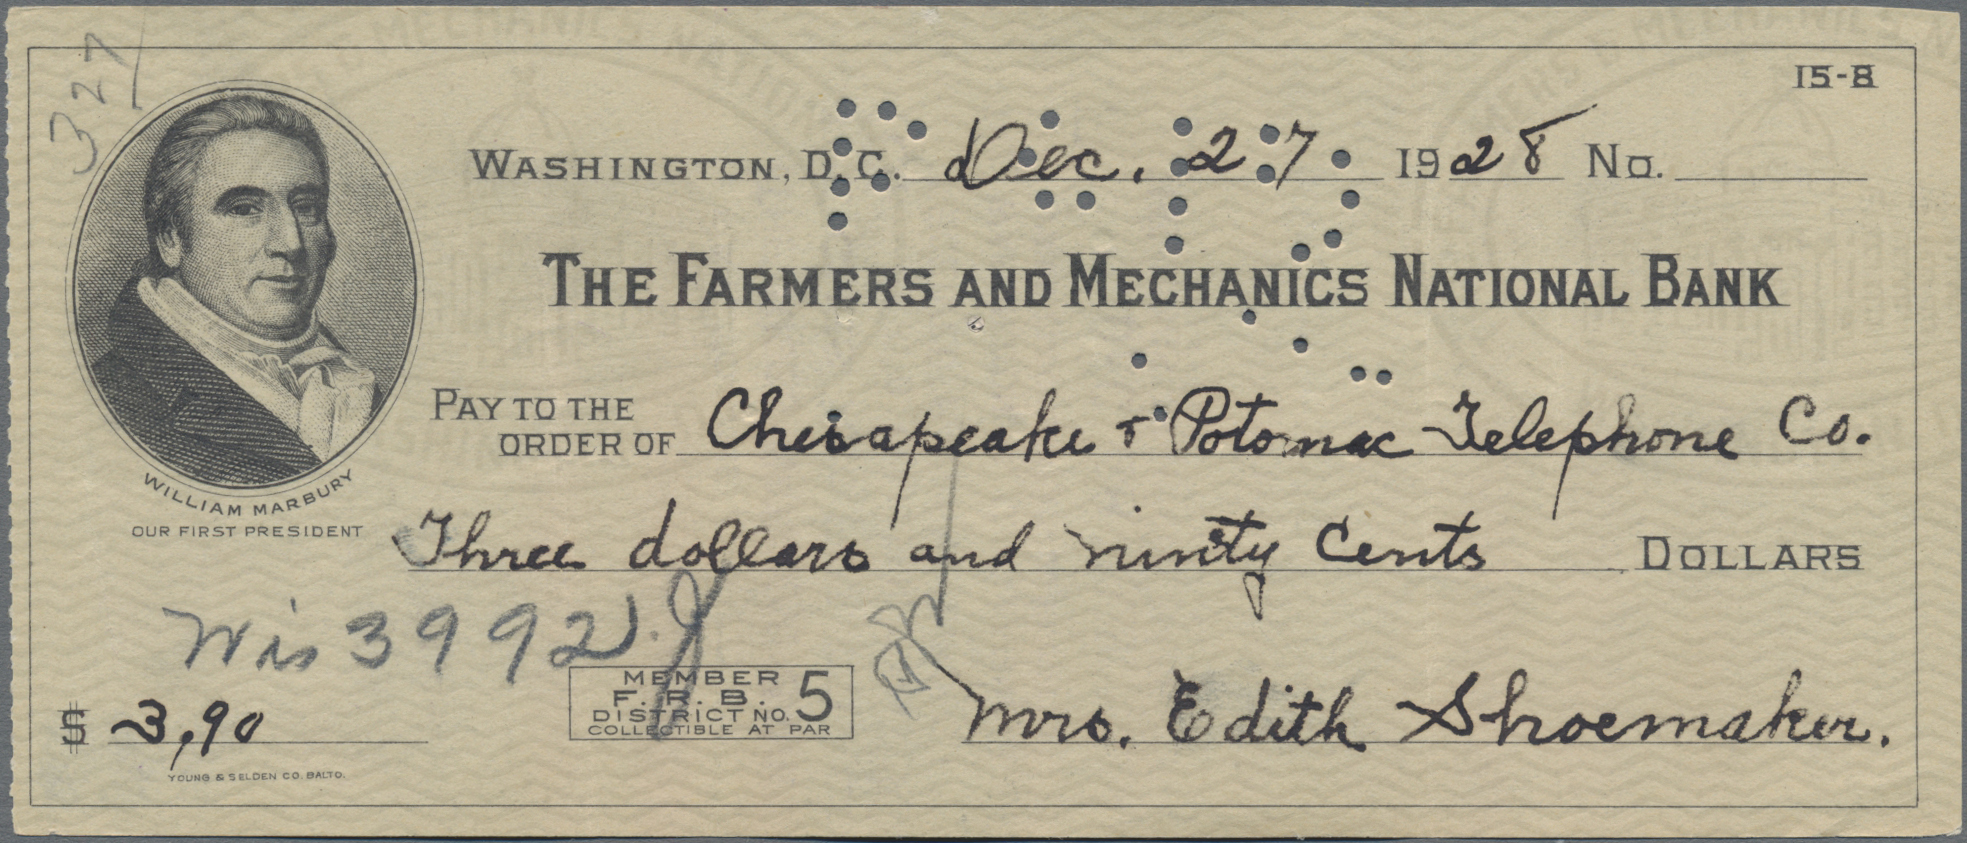 327
15-8
WASHINGTON, D.C. Dec. 27 1928 No.
THE FARMERS AND MECHANICS NATIONAL BANK
PAY TO THE
ORDER OF Chesapeake & Potomac Telephone Co.
WILLIAM MARBURY
OUR FIRST PRESIDENT
Three dollars and ninty Cents DOLLARS
Wis 3992J
MEMBER
F. R. B. 5
DISTRICT NO.
COLLECTIBLE AT PAR
$ 3,90
Mrs. Edith Shoemaker.
YOUNG & SELDEN CO. BALTO.